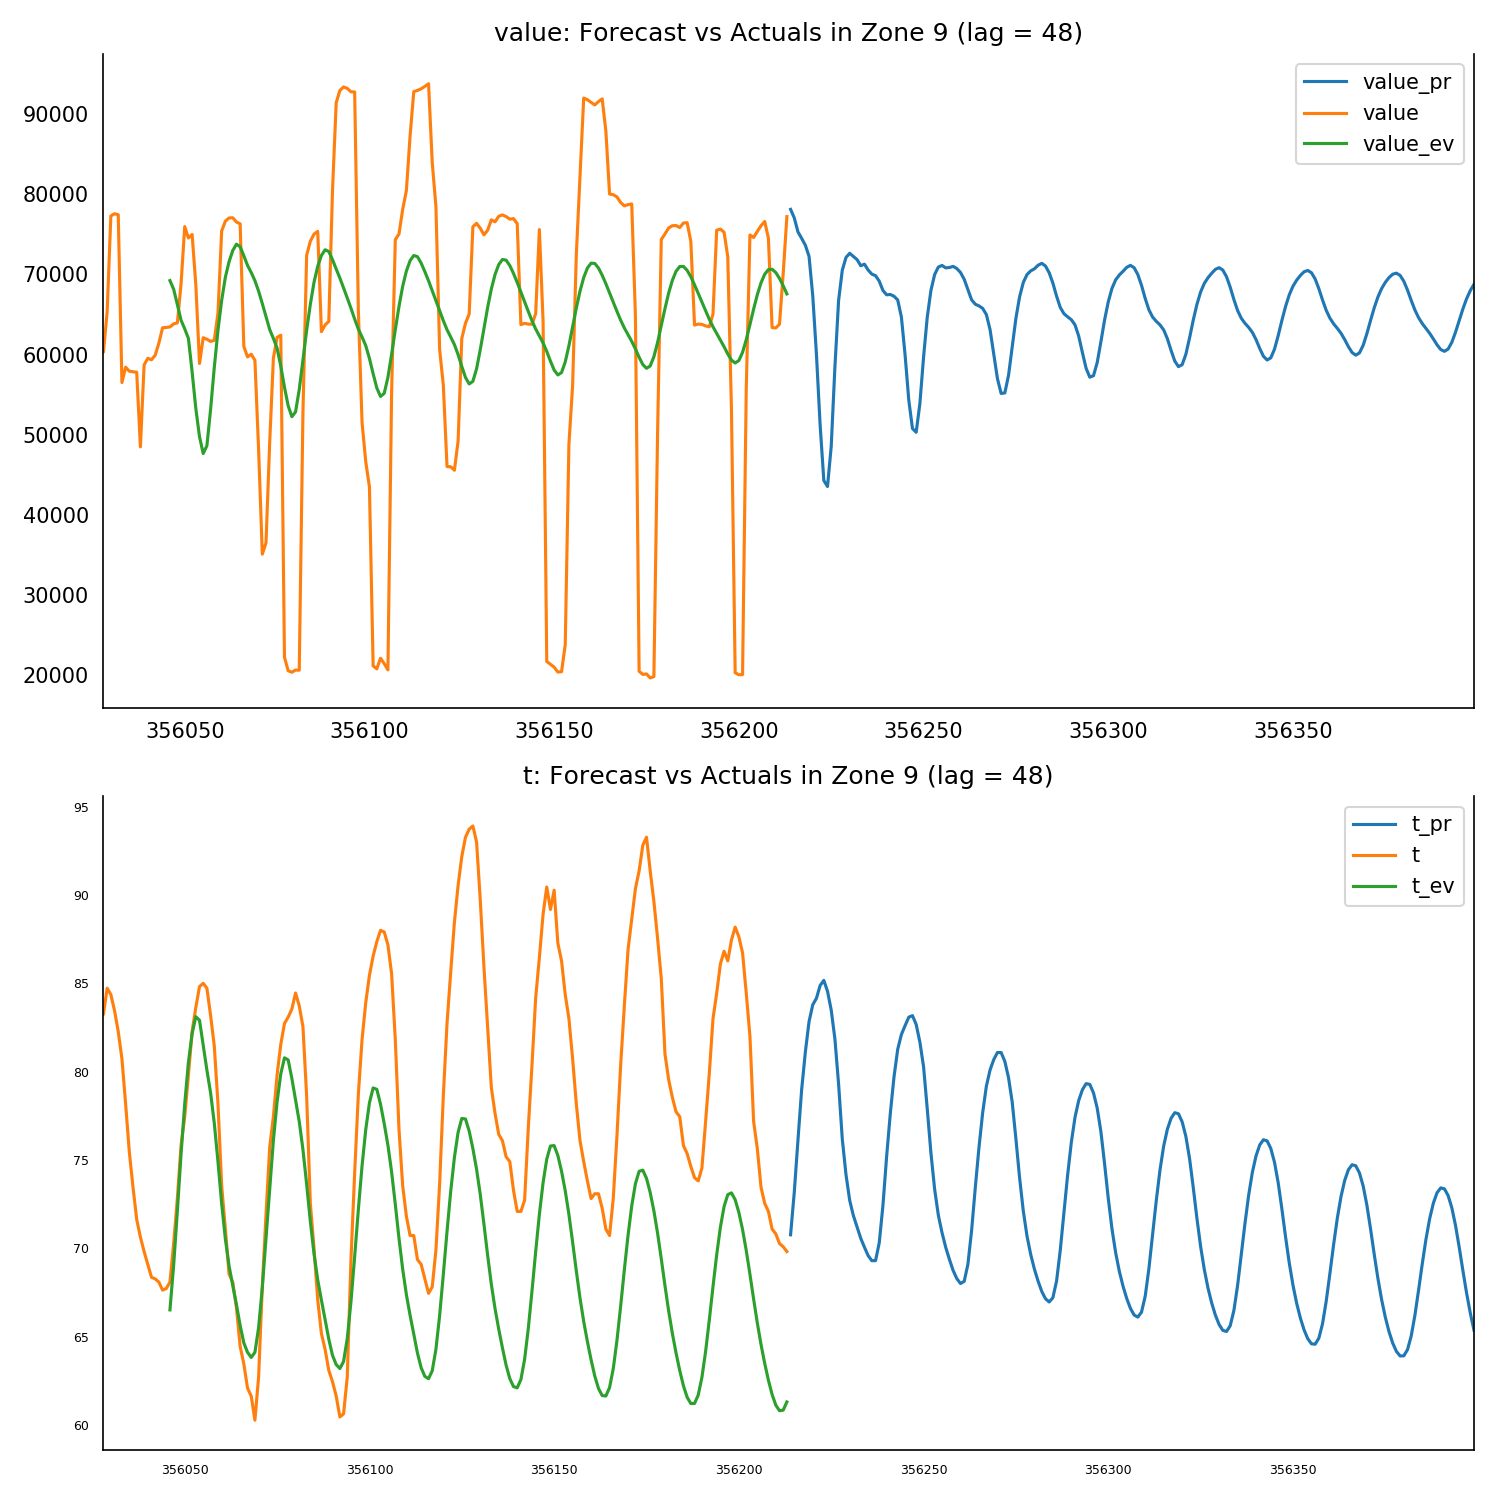 value: Forecast vs Actuals in Zone 9 (lag = 48)
value_pr
value
value_ev
90000
80000
70000
60000
50000
40000
30000
20000
356050 356100 356150 356200 356250 356300 356350
t: Forecast vs Actuals in Zone 9 (lag = 48)
t_pr
t
t_ev
95
90
85
80
75
70
65
60
356050 356100 356150 356200 356250 356300 356350